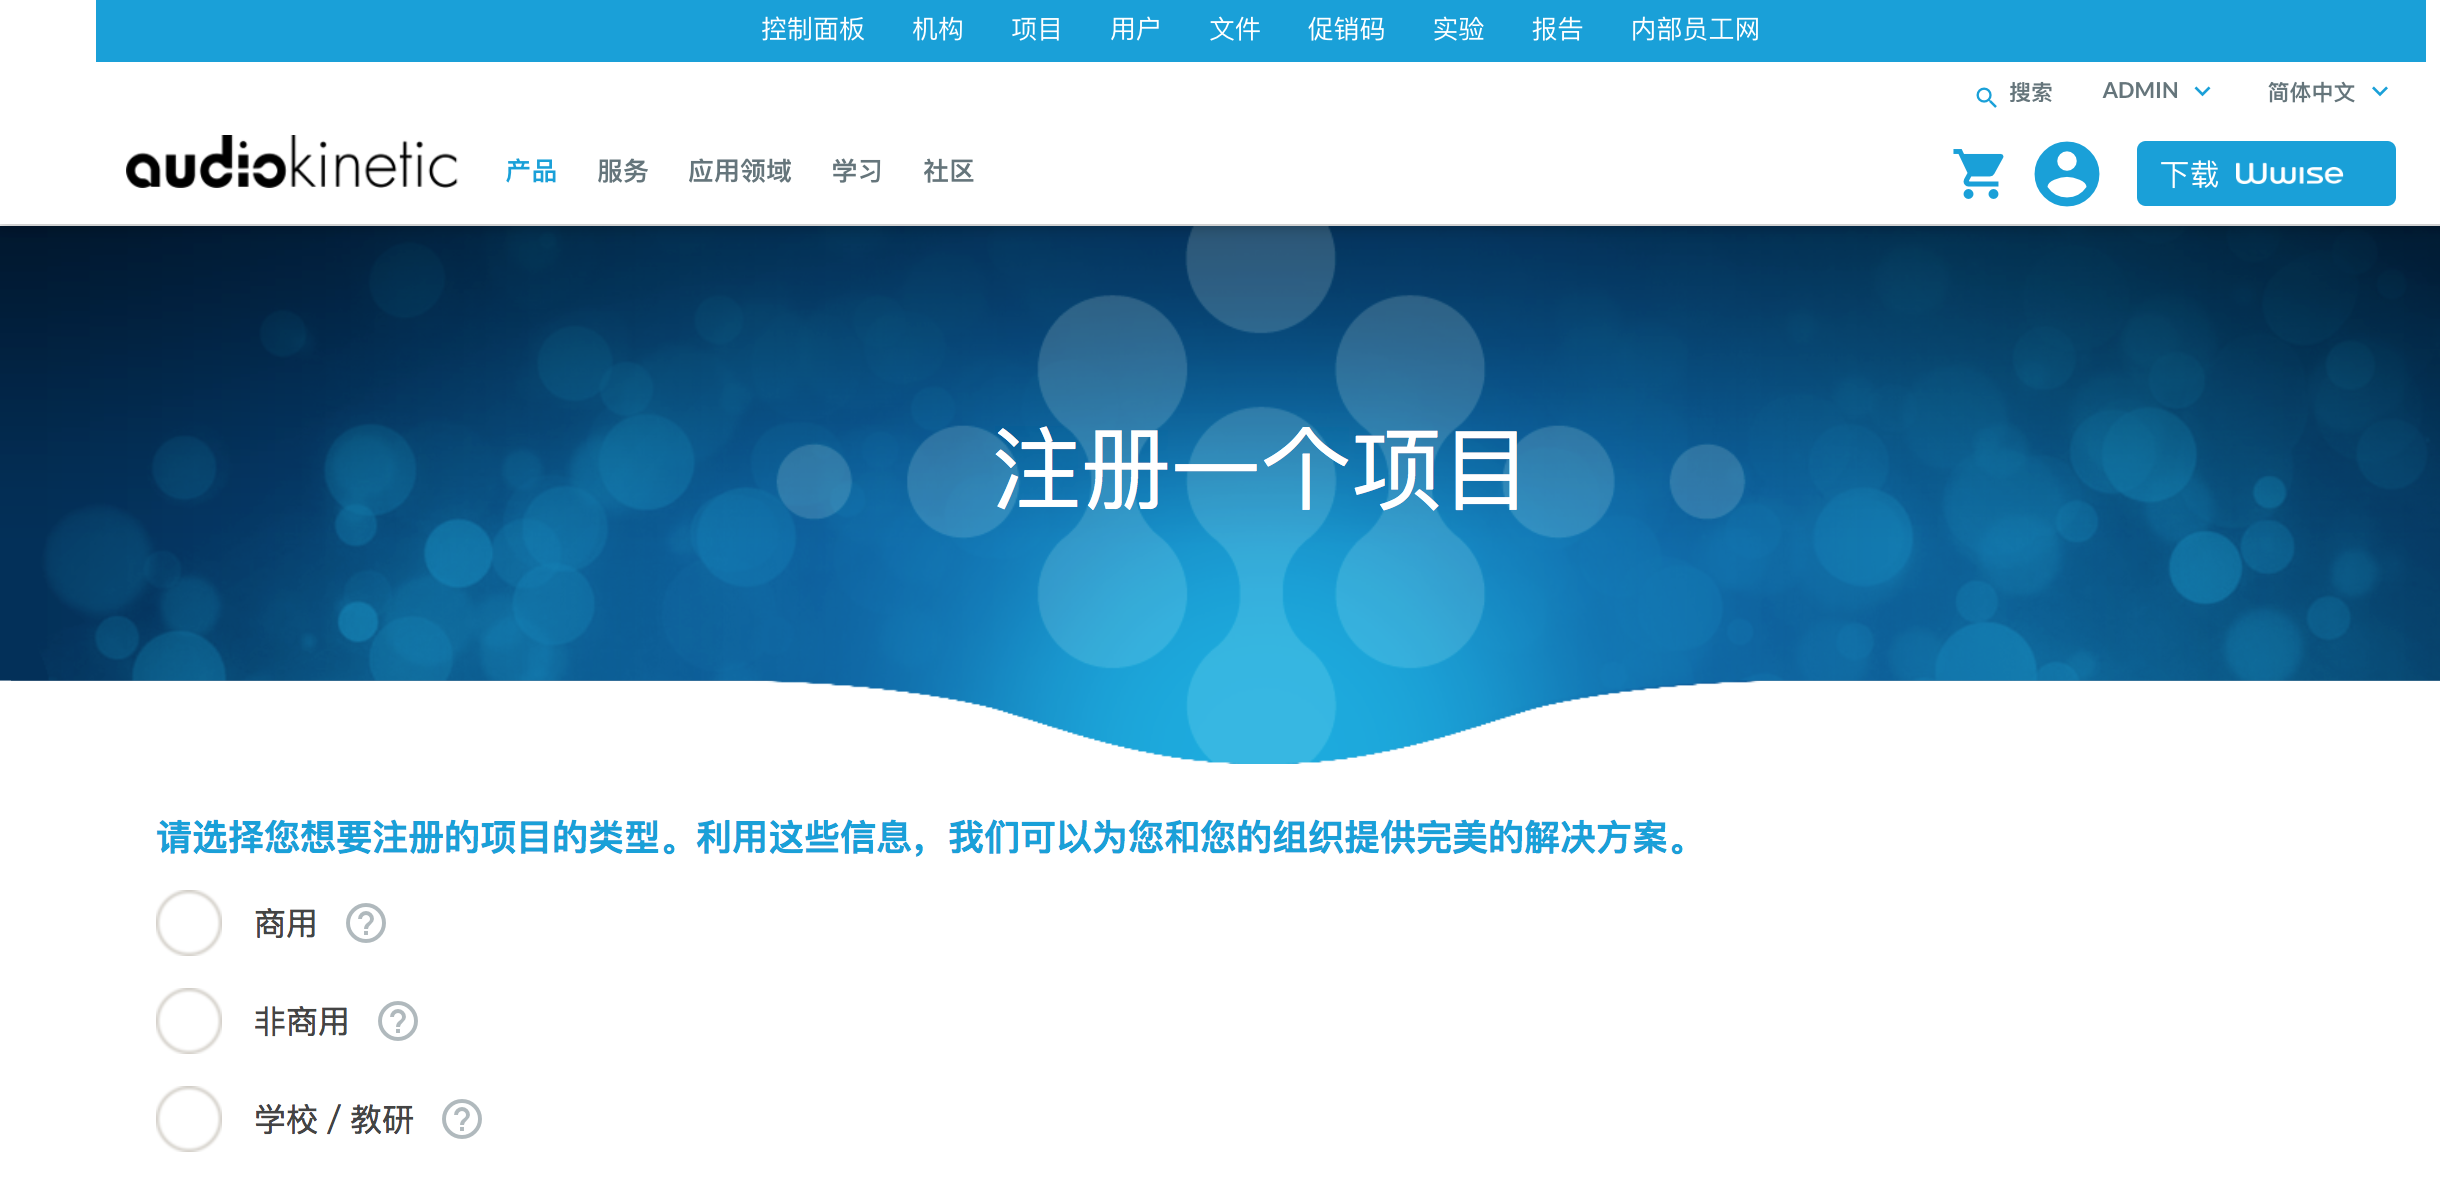 控制面板 机构 项目 用户 文件 促销码 实验 报告 内部员工网
搜索 ADMIN 简体中文
audiokinetic 产品 服务 应用领域 学习 社区 下载 Wwise
注册一个项目
请选择您想要注册的项目的类型。利用这些信息，我们可以为您和您的组织提供完美的解决方案。
商用 ?
非商用 ?
学校 / 教研 ?